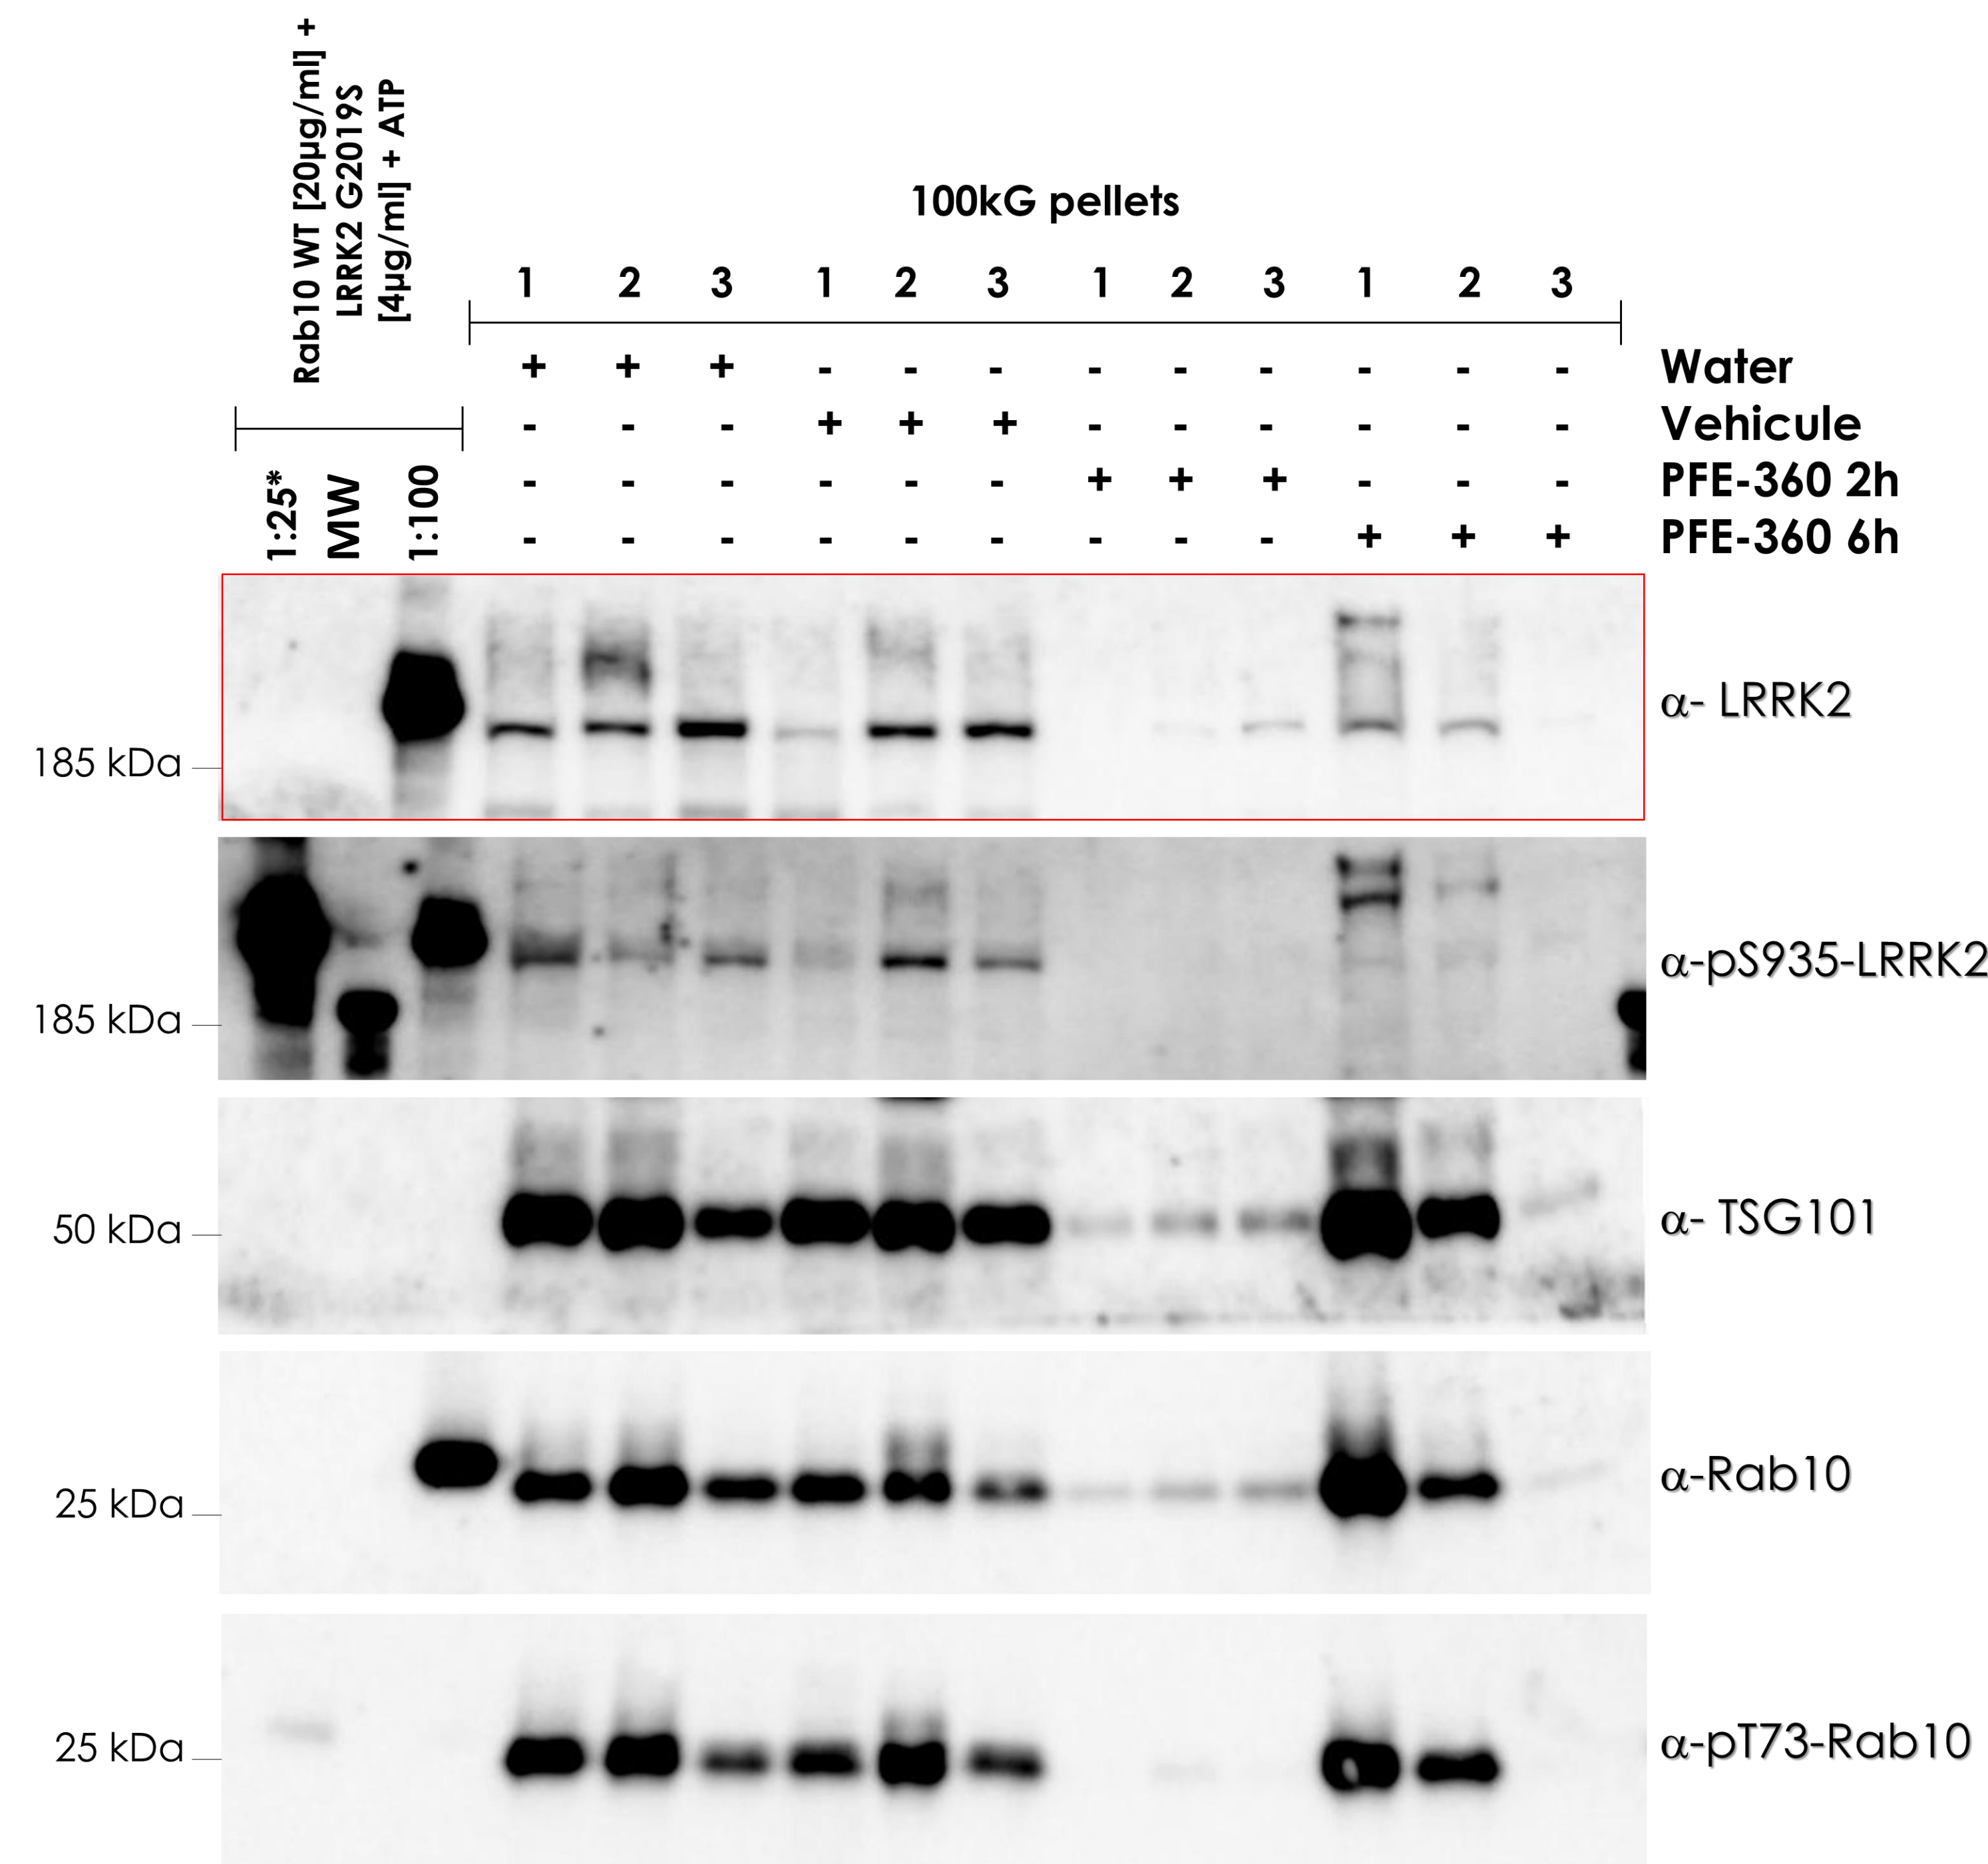 Rab10 WT [20µg/ml] +
LRRK2 G2019S
[4µg/ml] + ATP
100kG pellets
1 2 3 1 2 3 1 2 3 1 2 3
+ + + - - - - - - - - - Water
- - - + + + - - - - - - Vehicule
- - - - - - + + + - - - PFE-360 2h
- - - - - - - - - + + + PFE-360 6h
1:25* MW 1:100
α- LRRK2
185 kDa
α-pS935-LRRK2
185 kDa
α- TSG101
50 kDa
α-Rab10
25 kDa
α-pT73-Rab10
25 kDa